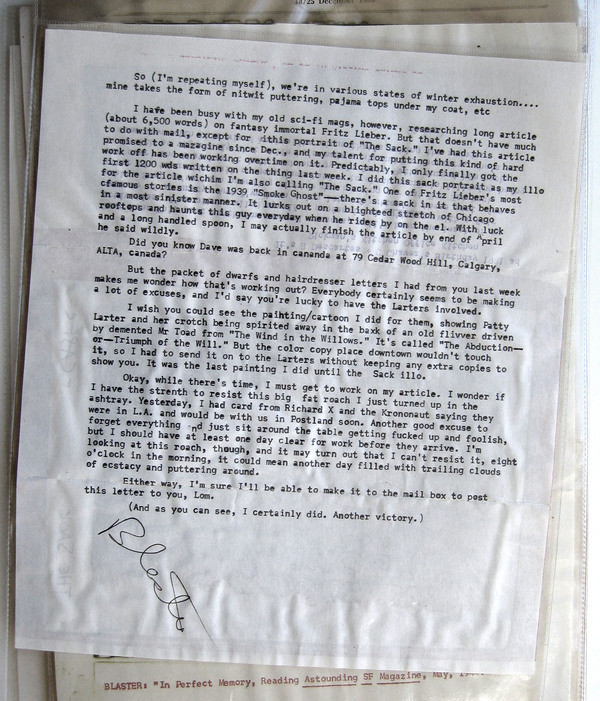 18/25 December
So (I'm repeating myself), we're in various states of winter exhaustion....
mine takes the form of nitwit puttering, pajama tops under my coat, etc
I have been busy with my old sci-fi mags, however, researching long article
(about 6,500 words) on fantasy immortal Fritz Lieber. But that doesn't have much
to do with mail, except for ithis portrait of "The Sack." I've had this article
promised to a mazagine since Dec., and my talent for putting this kind of hard
work off has been working overtime on it. Predictably, I only finally got the
first 1200 wds written on the thing last week. I did this sack portrait as my illo
for the article whichim I'm also calling "The Sack." One of Fritz Lieber's most
cfamous stories is the 1939 "Smoke Ghost"—there's a sack in it that behaves
in a most sinister manner. It lurks out on a blighteed stretch of Chicago
rooftops and haunts this guy everyday when he rides by on the el. With luck
and a long handled spoon, I may actually finish the article by end of April
he said wildly.
Did you know Dave was back in cananda at 79 Cedar Wood Hill, Calgary,
ALTA, canada?
But the packet of dwarfs and hairdresser letters I had from you last week
makes me wonder how that's working out? Everybody certainly seems to be making
a lot of excuses, and I'd say you're lucky to have the Larters involved.
I wish you could see the painting/cartoon I did for them, showing Patty
Larter and her crotch being spirited away in the baxk of an old flivver driven
by demented Mr Toad from "The Wind in the Willows." It's called "The Abduction—
or—Triumph of the Will." But the color copy place downtown wouldn't touch
it, so I had to send it on to the Larters without keeping any extra copies to
show you. It was the last painting I did until the Sack illo.
Okay, while there's time, I must get to work on my article. I wonder if
I have the strenth to resist this big fat roach I just turned up in the
ashtray. Yesterday, I had card from Richard X and the Krononaut saying they
were in L.A. and would be with us in Postland soon. Another good excuse to
forget everything nd just sit around the table getting fucked up and foolish,
but I should have at least one day clear for work before they arrive. I'm
looking at this roach, though, and it may turn out that I can't resist it, eight
o'clock in the morning, it could mean another day filled with trailing clouds
of ecstasy and puttering around.
Either way, I'm sure I'll be able to make it to the mail box to post
this letter to you, Lom.
(And as you can see, I certainly did. Another victory.)
Blaster
BLASTER: "In Perfect Memory, Reading Astounding SF Magazine, May,